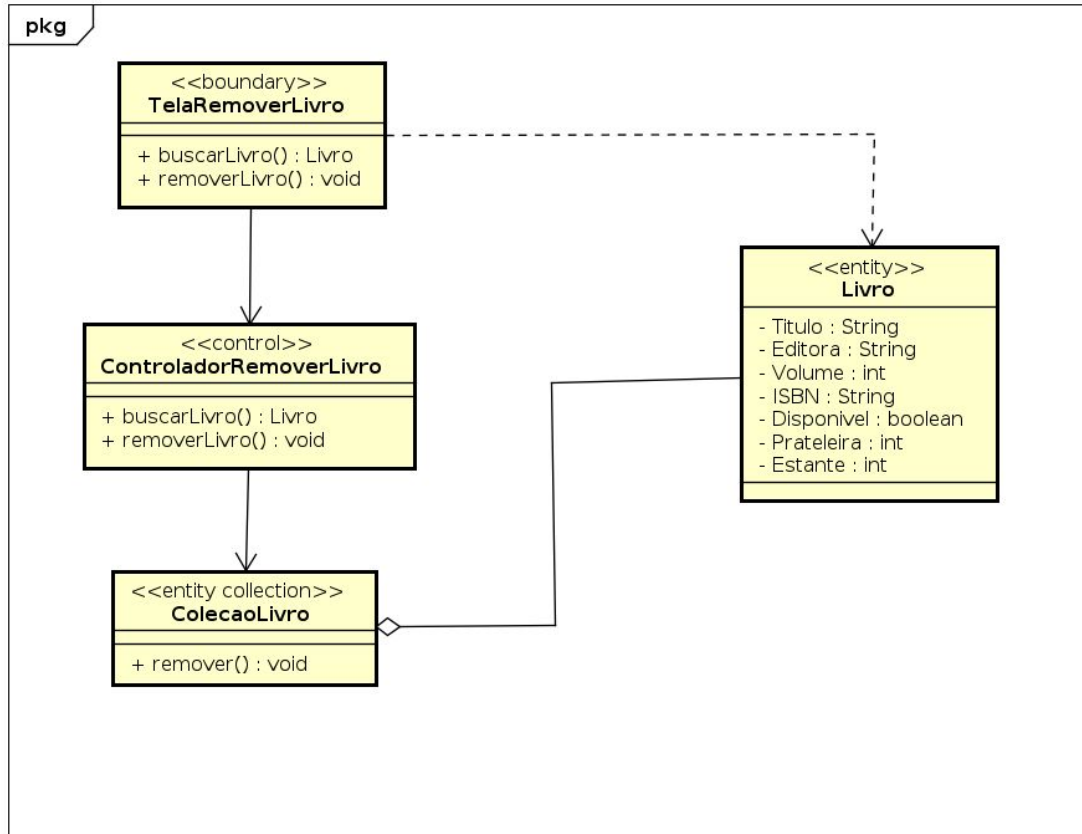 pkg
<<boundary>>
TelaRemoverLivro
+ buscarLivro() : Livro
+ removerLivro() : void
<<entity>>
Livro
- Titulo : String
- Editora : String
- Volume : int
- ISBN : String
- Disponivel : boolean
- Prateleira : int
- Estante : int
<<control>>
ControladorRemoverLivro
+ buscarLivro() : Livro
+ removerLivro() : void
<<entity collection>>
ColecaoLivro
+ remover() : void